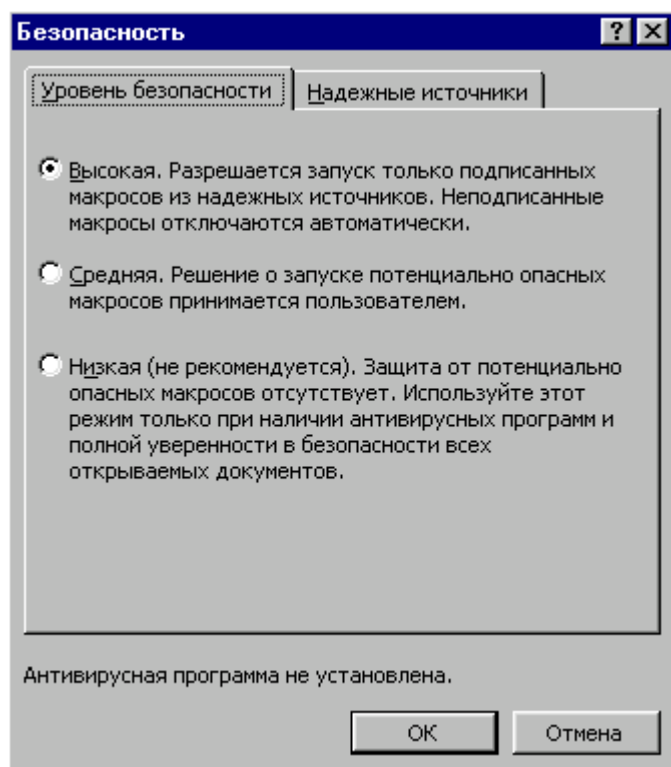 Безопасность
Уровень безопасности
Надежные источники
Высокая. Разрешается запуск только подписанных
макросов из надежных источников. Неподписанные
макросы отключаются автоматически.
Средняя. Решение о запуске потенциально опасных
макросов принимается пользователем.
Низкая (не рекомендуется). Защита от потенциально
опасных макросов отсутствует. Используйте этот
режим только при наличии антивирусных программ и
полной уверенности в безопасности всех
открываемых документов.
Антивирусная программа не установлена.
ОК
Отмена